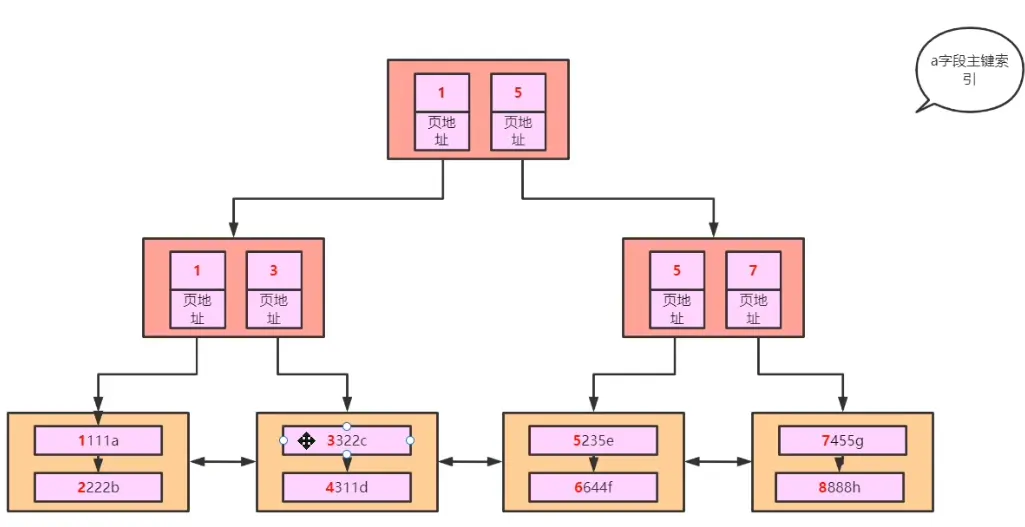 a字段主键索
引
1 5
页地 页地
址 址
1 3 5 7
页地 页地 页地 页地
址 址 址 址
1111a 3322c 5235e 7455g
2222b 4311d 6644f 8888h